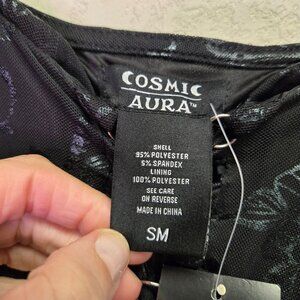 COSMIC
AURA™
SHELL
95% POLYESTER
5% SPANDEX
LINING
100% POLYESTER
SEE CARE
ON REVERSE
MADE IN CHINA
SM